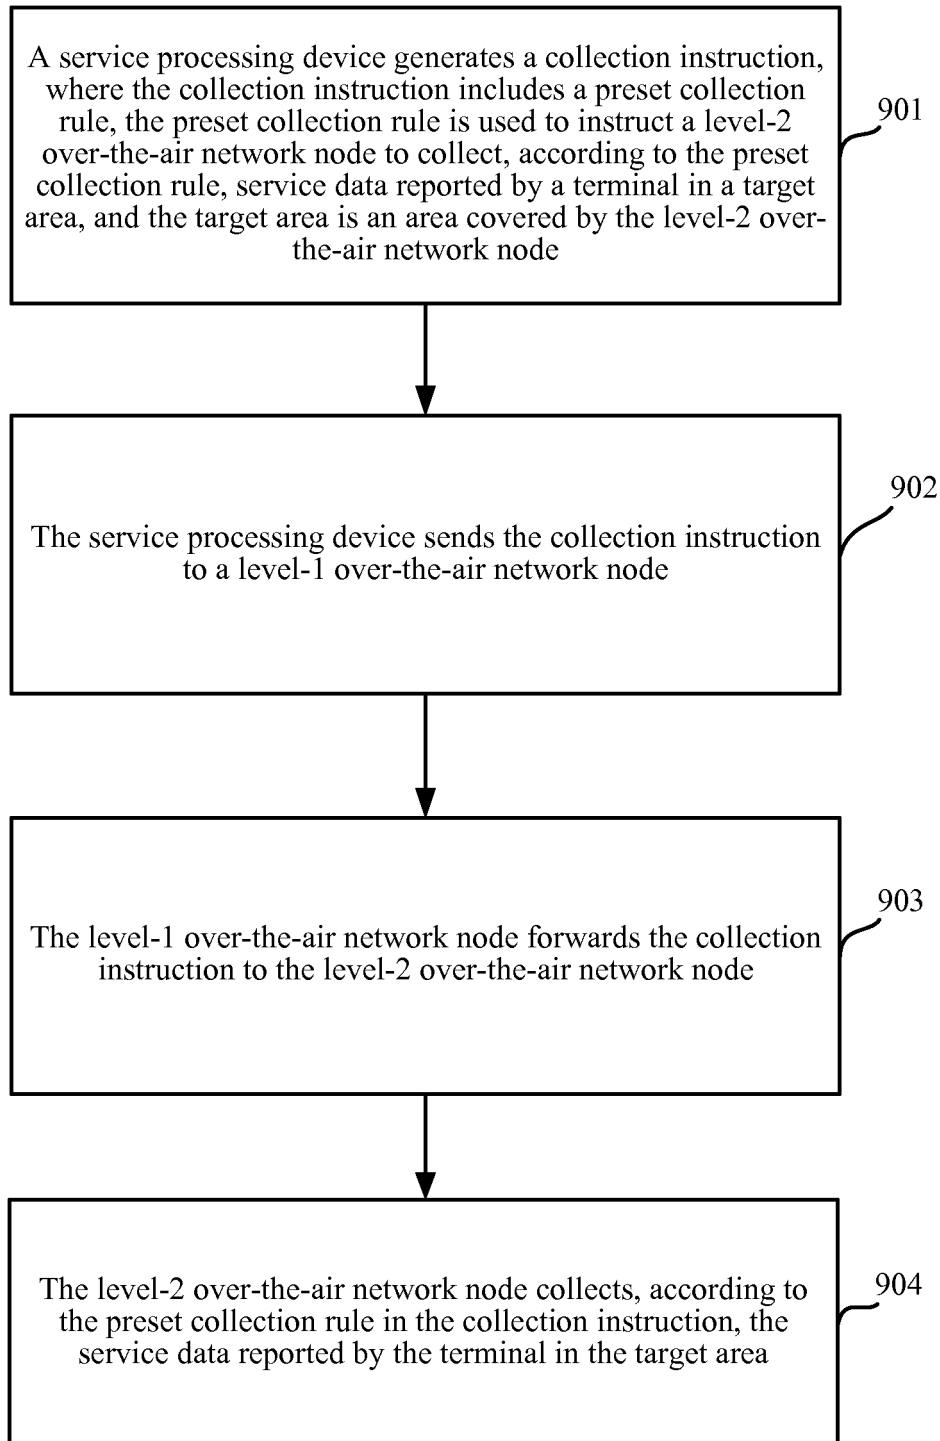 A service processing device generates a collection instruction,
where the collection instruction includes a preset collection
rule, the preset collection rule is used to instruct a level-2
over-the-air network node to collect, according to the preset
collection rule, service data reported by a terminal in a target
area, and the target area is an area covered by the level-2 over-
the-air network node
901
The service processing device sends the collection instruction
to a level-1 over-the-air network node
902
The level-1 over-the-air network node forwards the collection
instruction to the level-2 over-the-air network node
903
The level-2 over-the-air network node collects, according to
the preset collection rule in the collection instruction, the
service data reported by the terminal in the target area
904